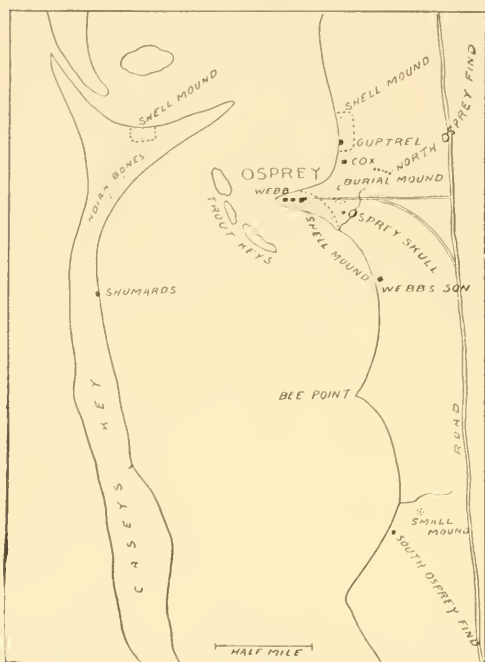 SHELL MOUND
INDIAN BONES
SHELL MOUND
GUPTREL
COX
NORTH OSPREY FIND
BURIAL MOUND
OSPREY
WEBB
TROUT KEYS
SHELL MOUND
OSPREY SKULL
WEBBS SON
SHUMARDS
BEE POINT
CASEYS KEY
ROAD
SMALL
MOUND
SOUTH OSPREY FIND
HALF MILE